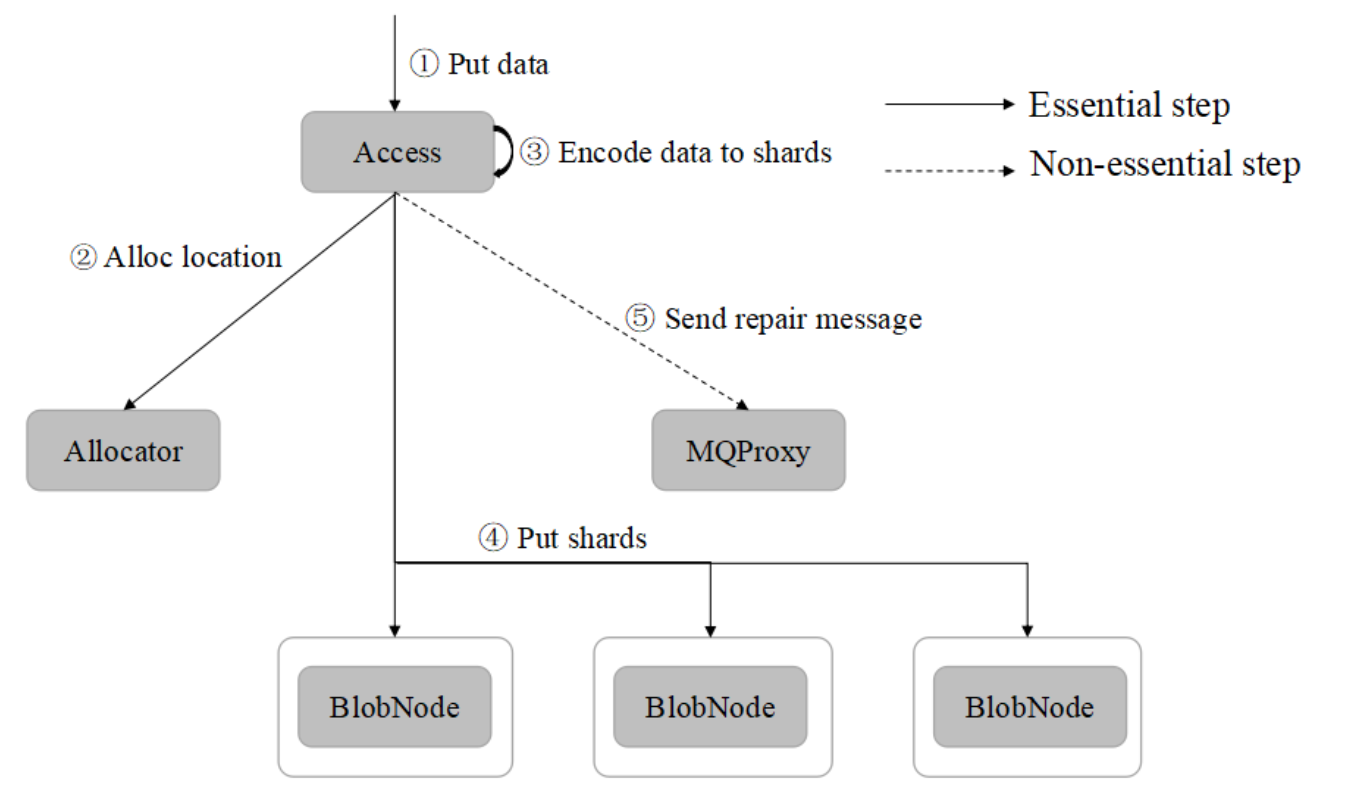 ① Put data
Essential step
Access
③ Encode data to shards
Non-essential step
② Alloc location
⑤ Send repair message
Allocator
MQProxy
④ Put shards
BlobNode
BlobNode
BlobNode